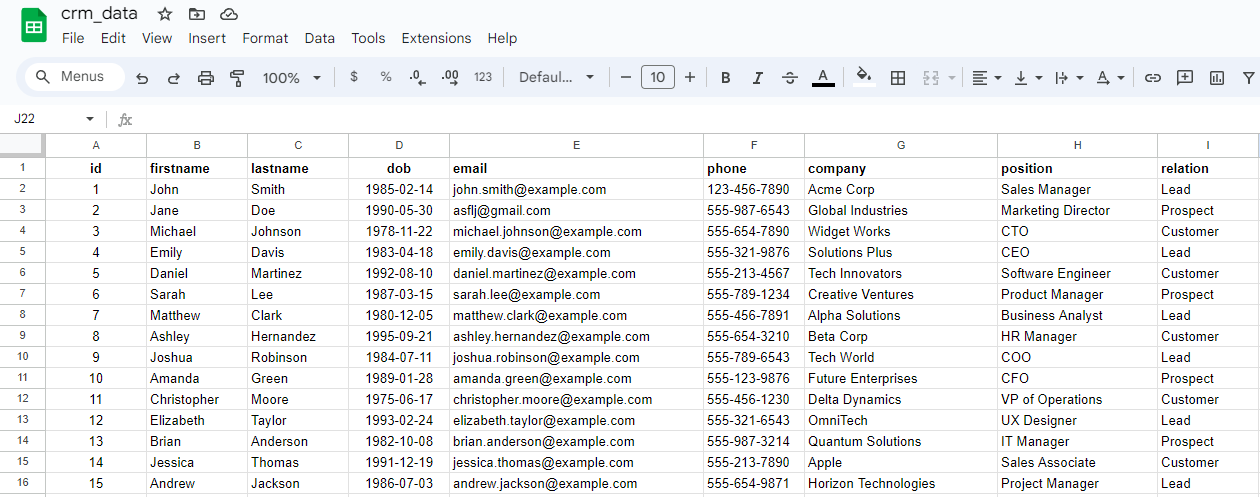 crm_data
File Edit View Insert Format Data Tools Extensions Help
Menus 100% $ % .0 .00 123 Defaul... 10 B I A
J22 fx
A B C D E F G H I
1 id firstname lastname dob email phone company position relation
2 1 John Smith 1985-02-14 john.smith@example.com 123-456-7890 Acme Corp Sales Manager Lead
3 2 Jane Doe 1990-05-30 asflj@gmail.com 555-987-6543 Global Industries Marketing Director Prospect
4 3 Michael Johnson 1978-11-22 michael.johnson@example.com 555-654-7890 Widget Works CTO Customer
5 4 Emily Davis 1983-04-18 emily.davis@example.com 555-321-9876 Solutions Plus CEO Lead
6 5 Daniel Martinez 1992-08-10 daniel.martinez@example.com 555-213-4567 Tech Innovators Software Engineer Customer
7 6 Sarah Lee 1987-03-15 sarah.lee@example.com 555-789-1234 Creative Ventures Product Manager Prospect
8 7 Matthew Clark 1980-12-05 matthew.clark@example.com 555-456-7891 Alpha Solutions Business Analyst Lead
9 8 Ashley Hernandez 1995-09-21 ashley.hernandez@example.com 555-654-3210 Beta Corp HR Manager Customer
10 9 Joshua Robinson 1984-07-11 joshua.robinson@example.com 555-789-6543 Tech World COO Lead
11 10 Amanda Green 1989-01-28 amanda.green@example.com 555-123-9876 Future Enterprises CFO Prospect
12 11 Christopher Moore 1975-06-17 christopher.moore@example.com 555-456-1230 Delta Dynamics VP of Operations Customer
13 12 Elizabeth Taylor 1993-02-24 elizabeth.taylor@example.com 555-321-6543 OmniTech UX Designer Lead
14 13 Brian Anderson 1982-10-08 brian.anderson@example.com 555-987-3214 Quantum Solutions IT Manager Prospect
15 14 Jessica Thomas 1991-12-19 jessica.thomas@example.com 555-213-7890 Apple Sales Associate Customer
16 15 Andrew Jackson 1986-07-03 andrew.jackson@example.com 555-654-9871 Horizon Technologies Project Manager Lead